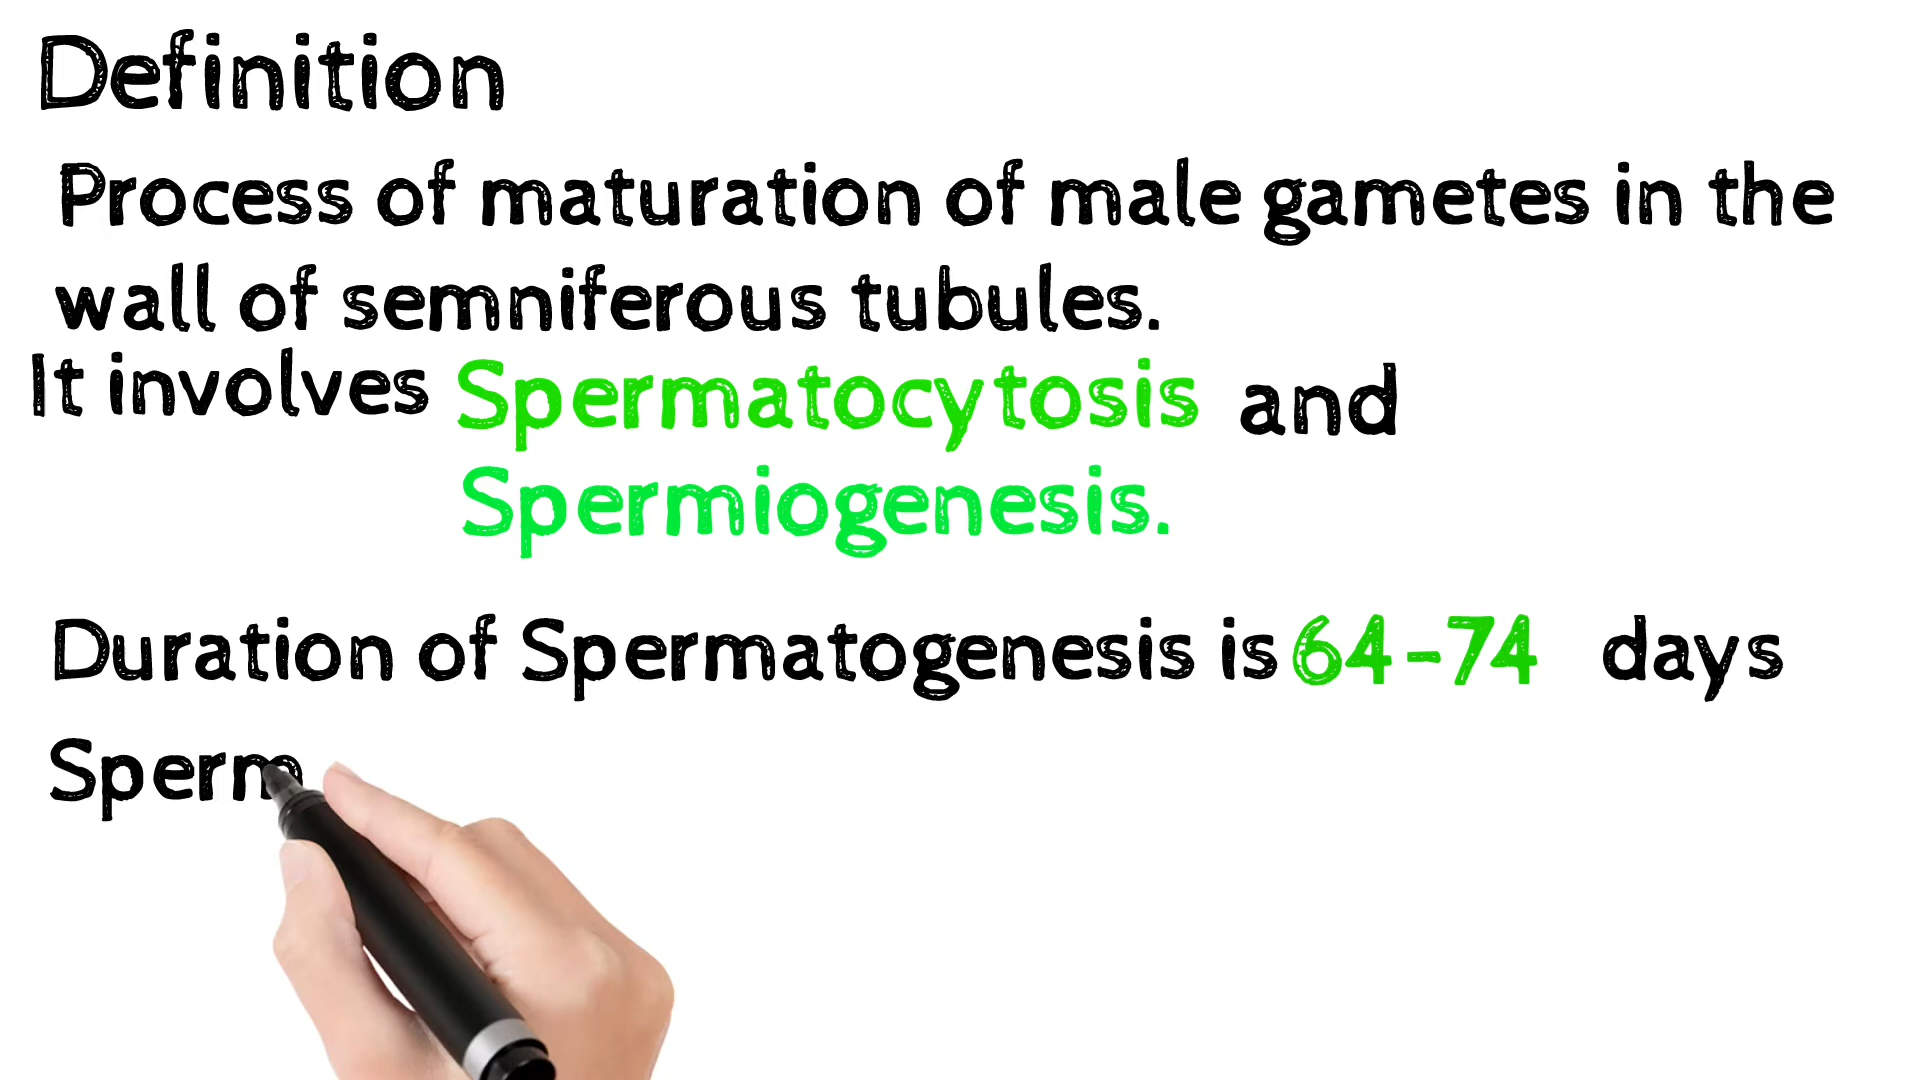 Definition
Process of maturation of male gametes in the
wall of semniferous tubules.
It involves Spermatocytosis and
Spermiogenesis.
Duration of Spermatogenesis is 64-74 days
Sperm